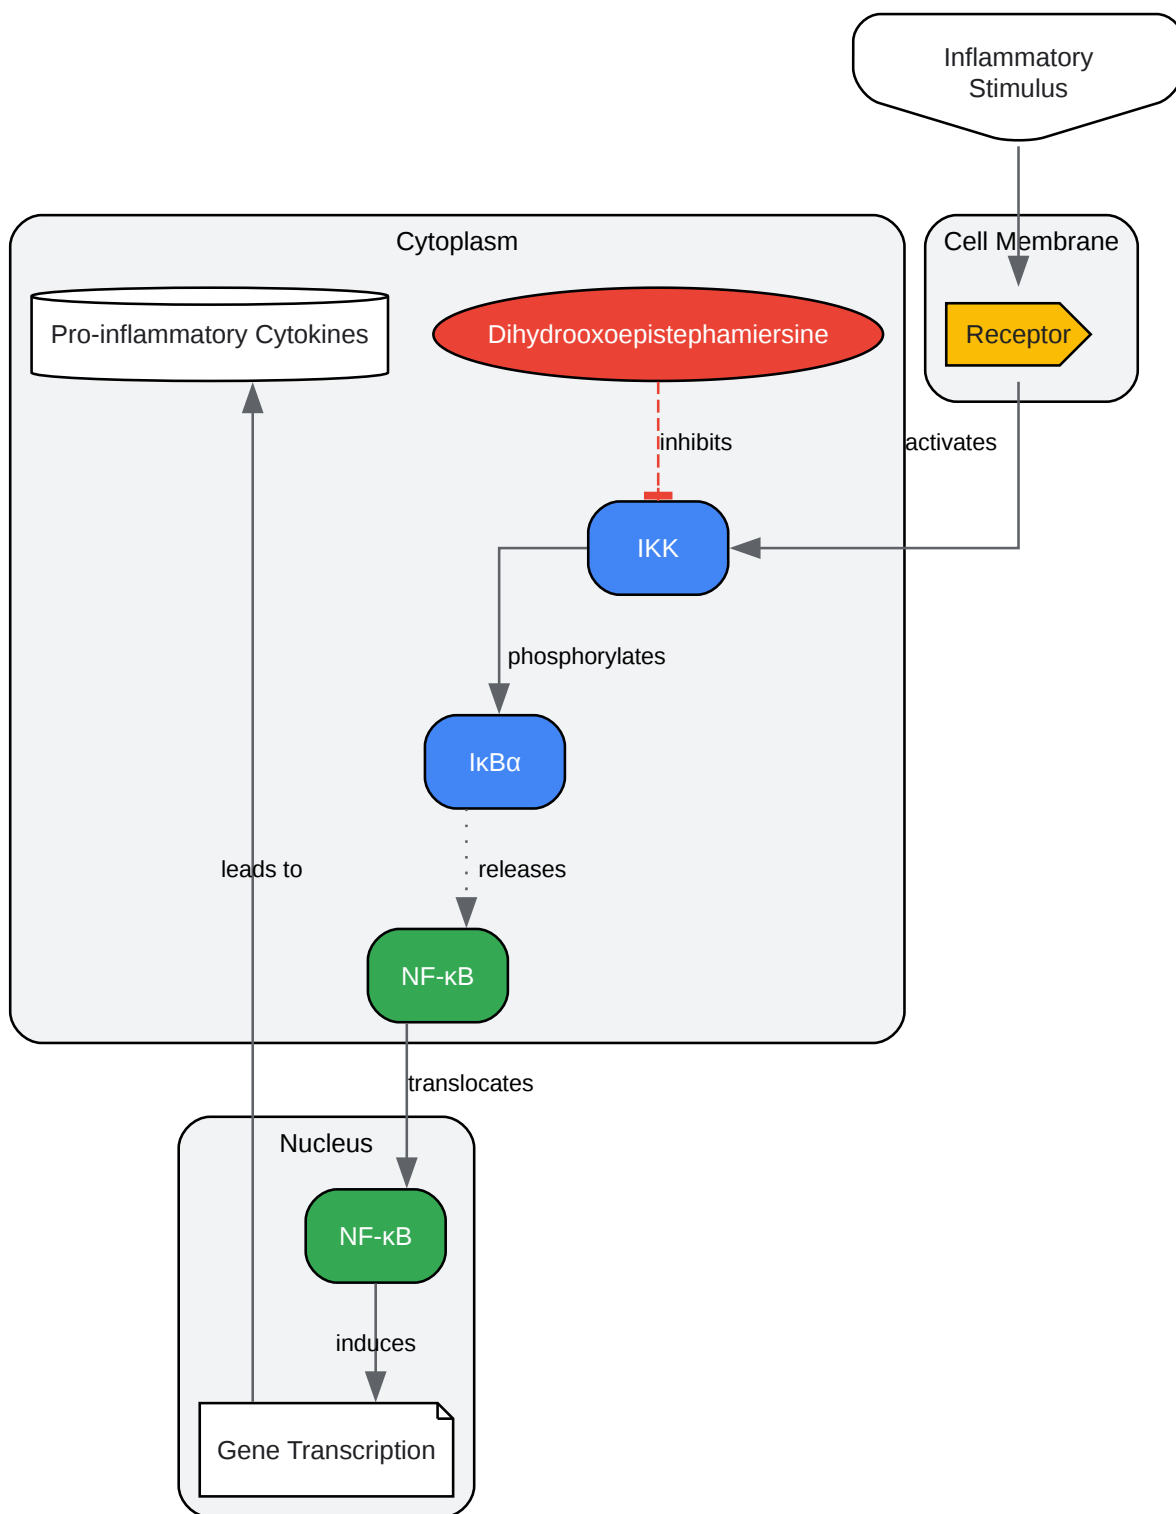 Inflammatory
Stimulus
Cytoplasm
Cell Membrane
Pro-inflammatory Cytokines
Dihydrooxoepistephamiersine
Receptor
inhibits
activates
IKK
phosphorylates
IκBα
leads to
releases
NF-κB
translocates
Nucleus
NF-κB
induces
Gene Transcription